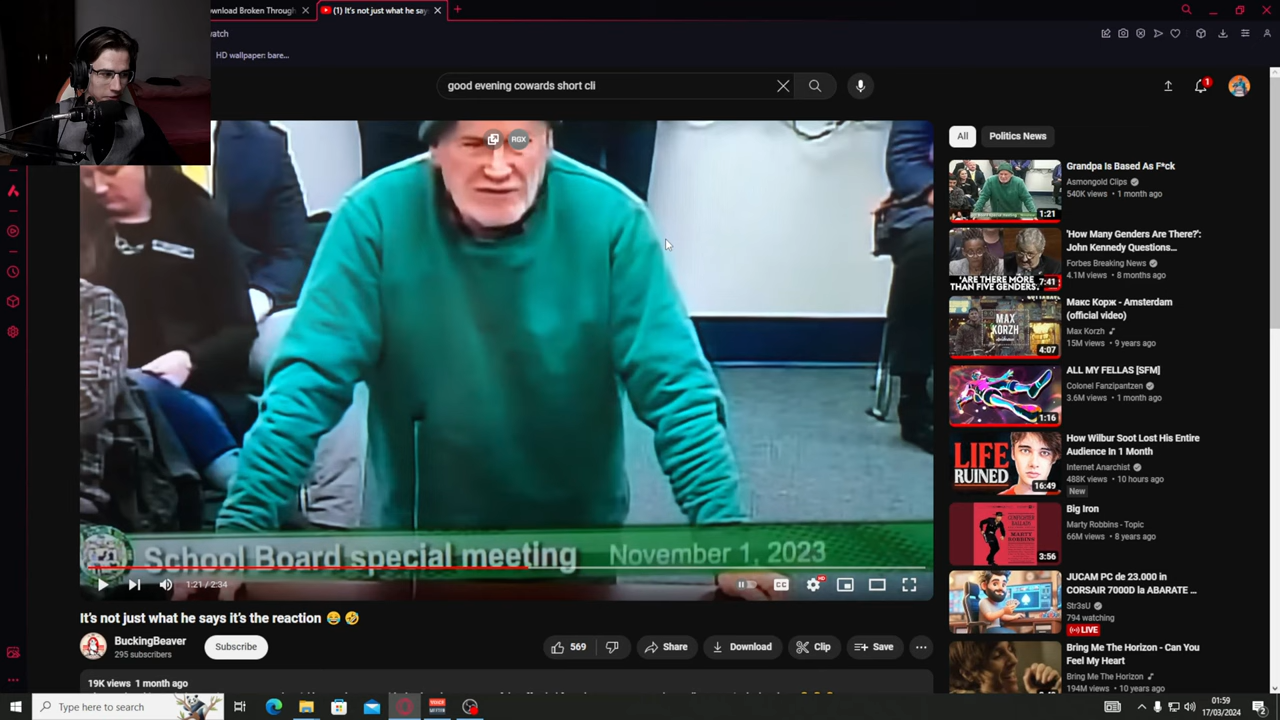 wnload Broken Through
(1) It's not just what he say
watch
HD wallpaper: bare...
good evening cowards short cli
1
RGX
School Board special meeting
November 1, 2023
1:21 / 2:34
CC
HD
It's not just what he says it's the reaction 😂 🤣
BuckingBeaver
295 subscribers
Subscribe
569
Share
Download
Clip
Save
19K views 1 month ago
All
Politics News
1:21
Grandpa Is Based As F*ck
Asmongold Clips
540K views • 1 month ago
*ARE THERE MORE
THAN FIVE GENDERS
7:41
'How Many Genders Are There?':
John Kennedy Questions...
Forbes Breaking News
4.1M views • 8 months ago
MAX
KORZH
4:07
Макс Корж - Amsterdam
(official video)
Max Korzh
15M views • 9 years ago
1:16
ALL MY FELLAS [SFM]
Colonel Fanzipantzen
3.6M views • 1 month ago
LIFE
RUINED
16:49
How Wilbur Soot Lost His Entire
Audience In 1 Month
Internet Anarchist
488K views • 10 hours ago
New
3:56
Big Iron
Marty Robbins - Topic
66M views • 8 years ago
JUCAM PC de 23.000 in
CORSAIR 7000D la ABARATE ...
Str3sU
794 watching
LIVE
Bring Me The Horizon - Can You
Feel My Heart
Bring Me The Horizon
194M views • 10 years ago
Type here to search
01:59
17/03/2024
2